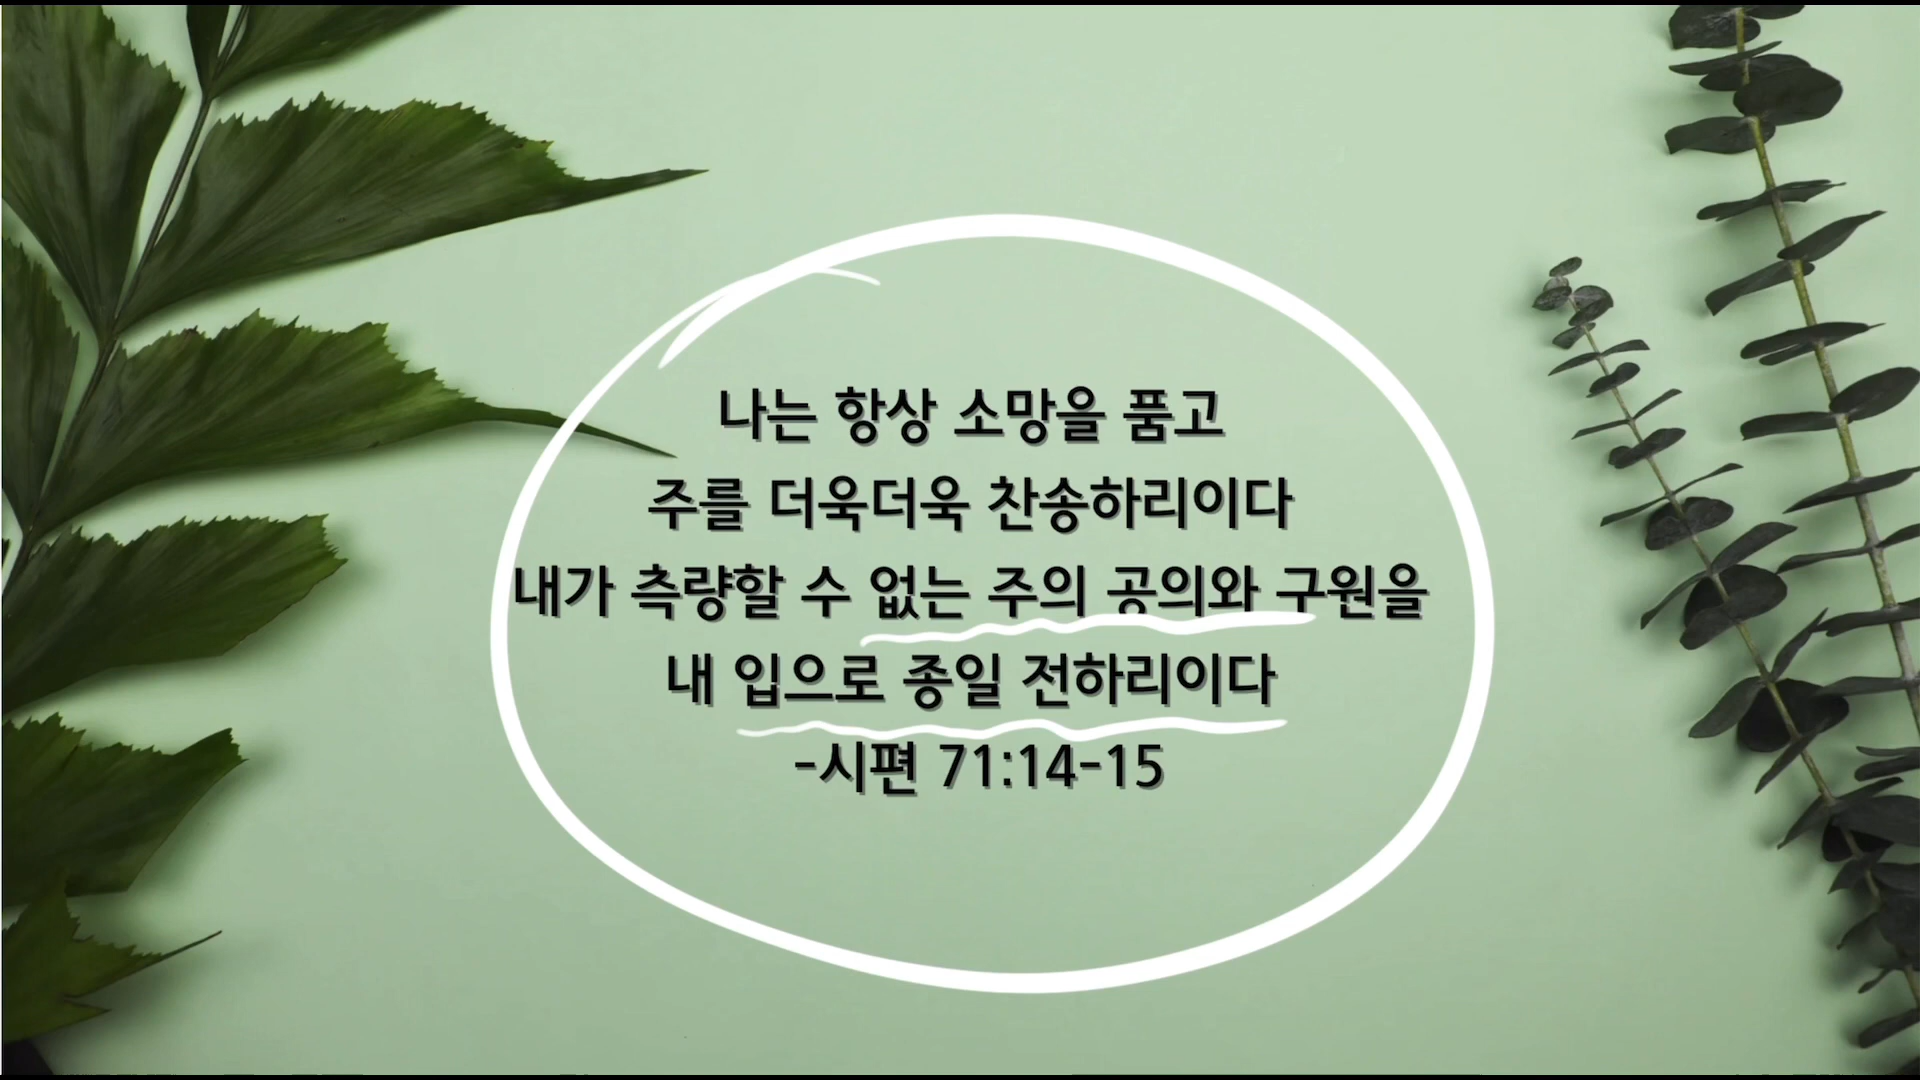 나는 항상 소망을 품고
주를 더욱더욱 찬송하리이다
내가 측량할 수 없는 주의 공의와 구원을
내 입으로 종일 전하리이다
-시편 71:14-15